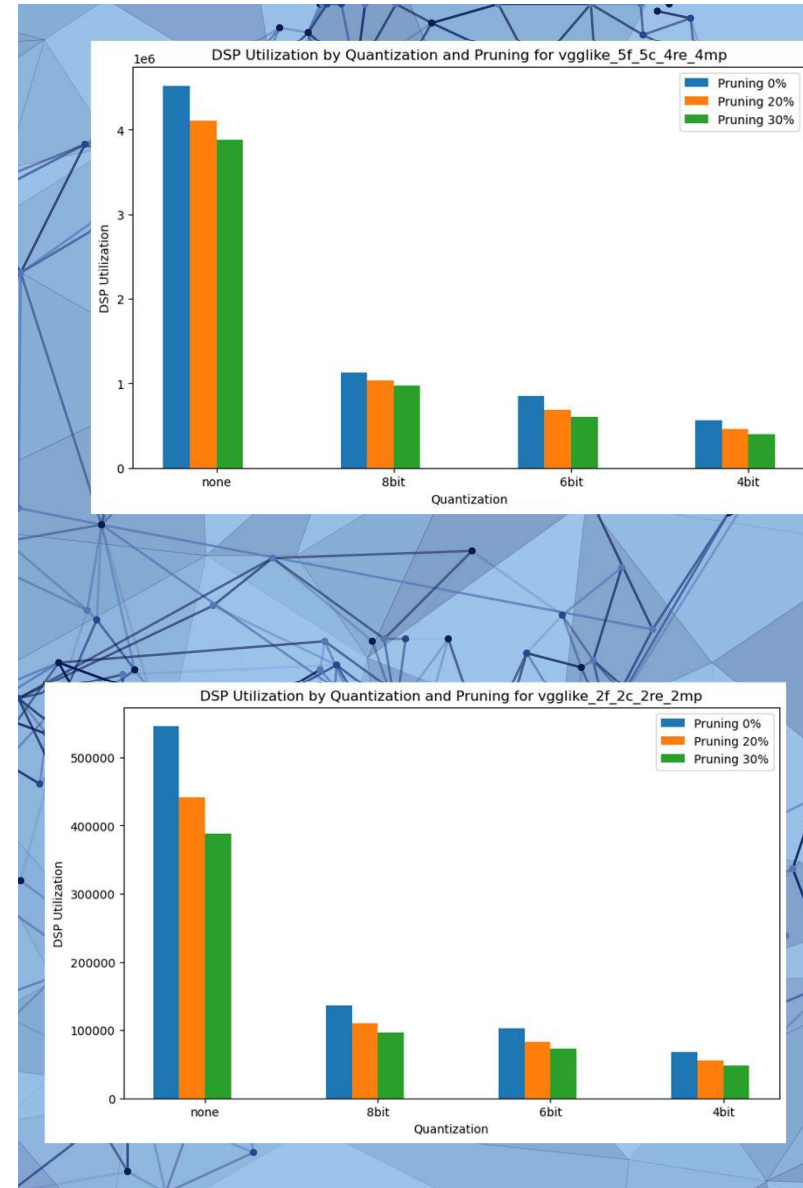 DSP Utilization by Quantization and Pruning for vgglike_5f_5c_4re_4mp
1e6
Pruning 0%
Pruning 20%
Pruning 30%
4
3
2
1
0
DSP Utilization
none 8bit 6bit 4bit
Quantization
DSP Utilization by Quantization and Pruning for vgglike_2f_2c_2re_2mp
Pruning 0%
Pruning 20%
Pruning 30%
500000
400000
300000
200000
100000
0
DSP Utilization
none 8bit 6bit 4bit
Quantization